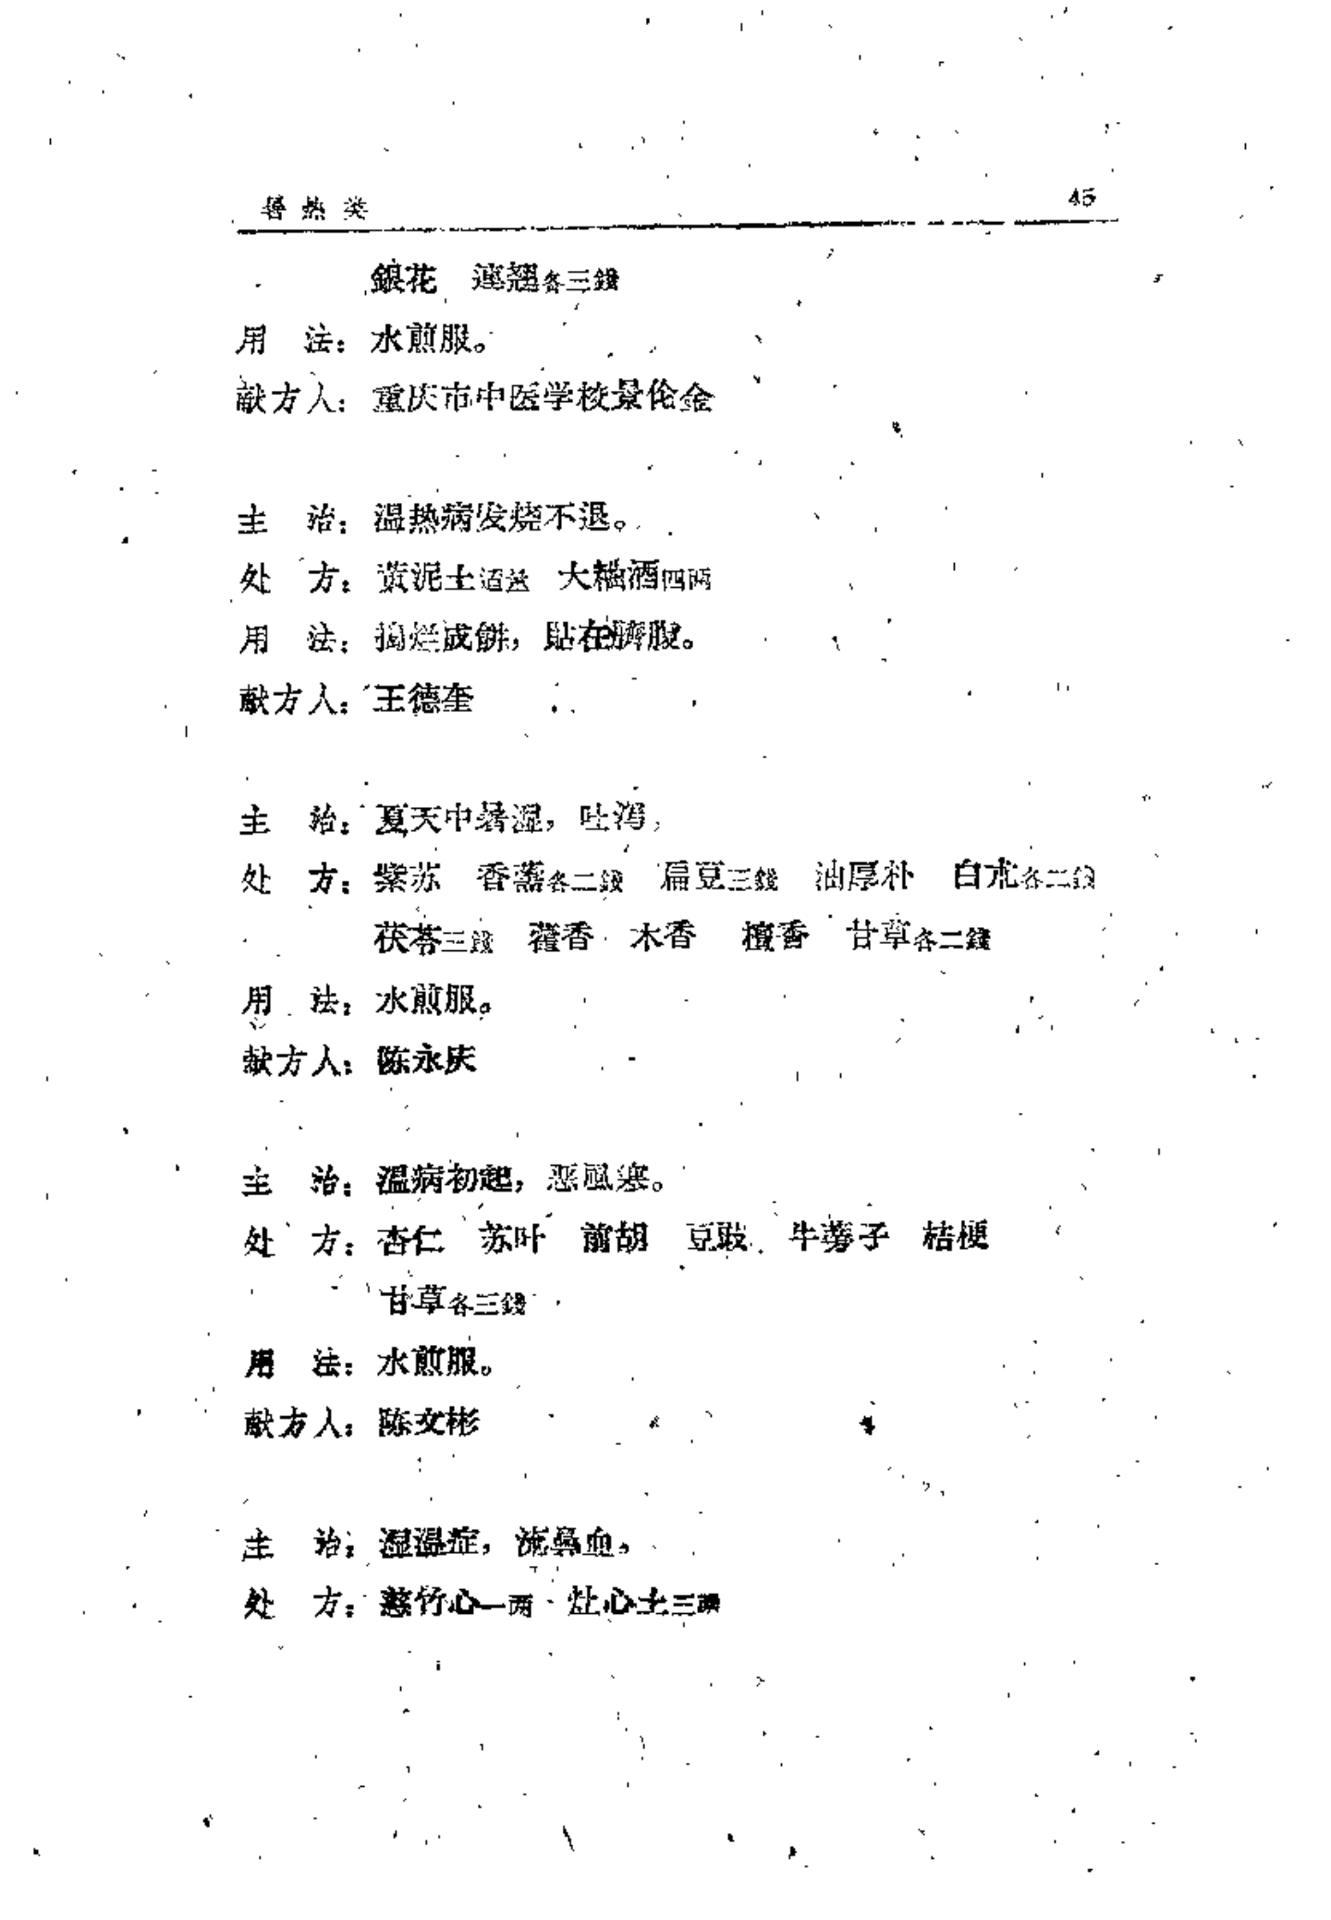 暑热类 45
銀花 連翘各三錢
用 法：水煎服。
献方人：重庆市中医学校景伦金
主 治：温热病发烧不退。
处 方：黄泥土适量 大麯酒四两
用 法：捣烂成餅，貼在臍腹。
献方人：王德奎
主 治：夏天中暑湿，吐泻。
处 方：紫苏 香薷各二錢 扁豆三錢 油厚朴 白朮各二錢
茯苓三錢 藿香 木香 檀香 甘草各二錢
用 法：水煎服。
献方人：陈永庆
主 治：温病初起，恶風寒。
处 方：杏仁 苏叶 前胡 豆豉 牛蒡子 桔梗
甘草各三錢
用 法：水煎服。
献方人：陈文彬
主 治：湿温症，流鼻血。
处 方：慈竹心一两 灶心土三錢